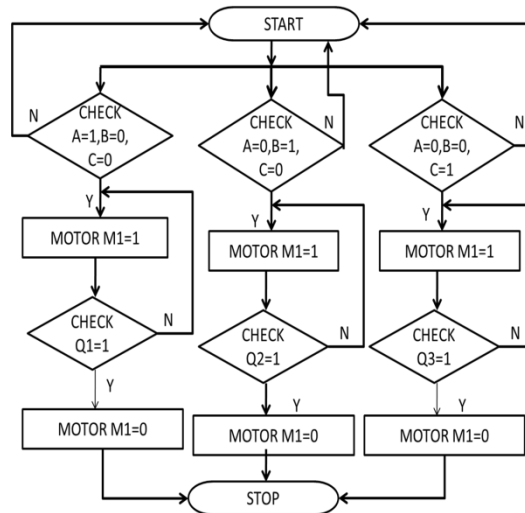 START
N
CHECK
A=1,B=0,
C=0
Y
CHECK
A=0,B=1,
C=0
N
Y
CHECK
A=0,B=0,
C=1
N
Y
MOTOR M1=1
MOTOR M1=1
MOTOR M1=1
CHECK
Q1=1
N
Y
CHECK
Q2=1
N
Y
CHECK
Q3=1
N
Y
MOTOR M1=0
MOTOR M1=0
MOTOR M1=0
STOP